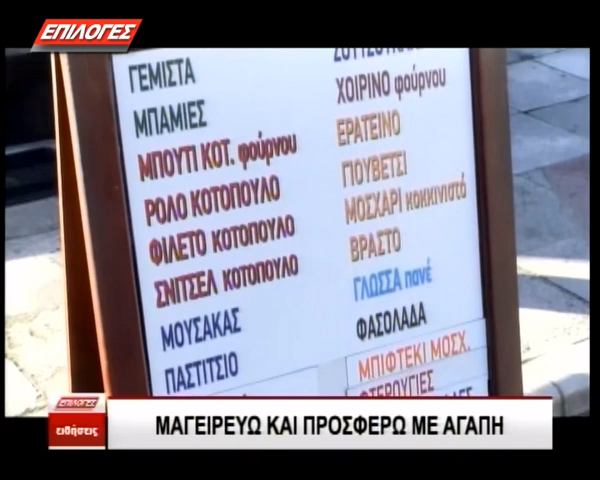 ΕΠΙΛΟΓΕΣ
ΓΕΜΙΣΤΑ
ΜΠΑΜΙΕΣ
ΜΠΟΥΤΙ ΚΟΤ. φούρνου
ΡΟΛΟ ΚΟΤΟΠΟΥΛΟ
ΦΙΛΕΤΟ ΚΟΤΟΠΟΥΛΟ
ΣΝΙΤΣΕΛ ΚΟΤΟΠΟΥΛΟ
ΜΟΥΣΑΚΑΣ
ΠΑΣΤΙΤΣΙΟ
ΧΟΙΡΙΝΟ φούρνου
ΕΡΑΤΕΙΝΟ
ΓΙΟΥΒΕΤΣΙ
ΜΟΣΧΑΡΙ κοκκινιστό
ΒΡΑΣΤΟ
ΓΛΩΣΣΑ πανέ
ΦΑΣΟΛΑΔΑ
ΜΠΙΦΤΕΚΙ ΜΟΣΧ.
ΦΤΕΡΟΥΓΙΕΣ
ΕΠΙΛΟΓΕΣ
ειδήσεις
ΜΑΓΕΙΡΕΥΩ ΚΑΙ ΠΡΟΣΦΕΡΩ ΜΕ ΑΓΑΠΗ